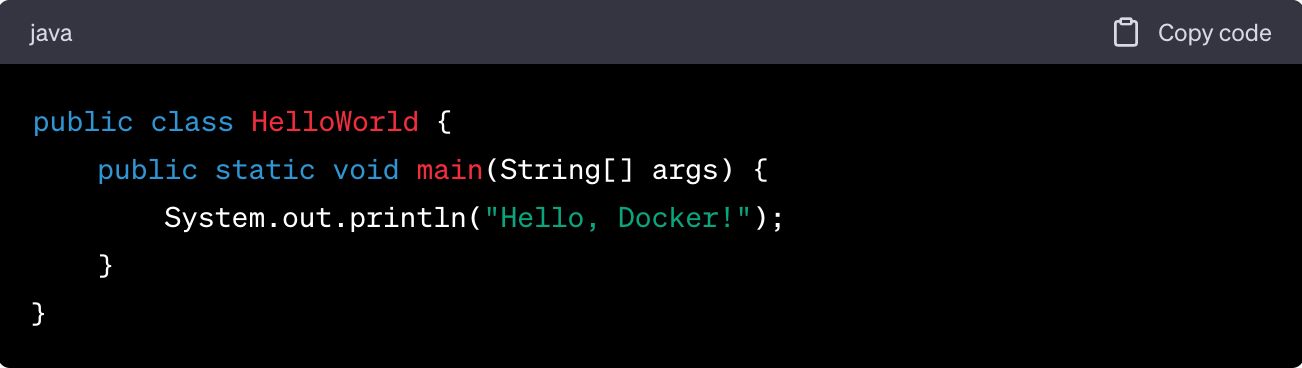 java
Copy code
public class HelloWorld {
    public static void main(String[] args) {
        System.out.println("Hello, Docker!");
    }
}